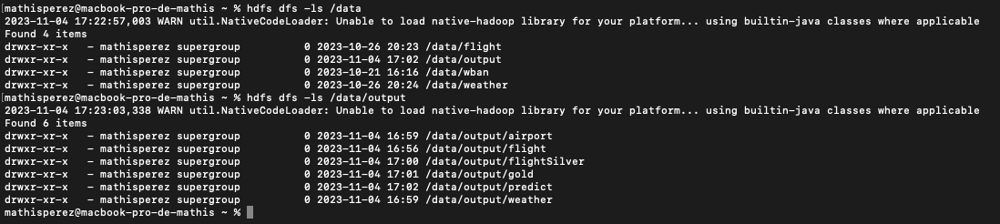 [mathisperez@macbook-pro-de-mathis ~ % hdfs dfs -ls /data
2023-11-04 17:22:57,003 WARN util.NativeCodeLoader: Unable to load native-hadoop library for your platform... using builtin-java classes where applicable
Found 4 items
drwxr-xr-x   - mathisperez supergroup          0 2023-10-26 20:23 /data/flight
drwxr-xr-x   - mathisperez supergroup          0 2023-11-04 17:02 /data/output
drwxr-xr-x   - mathisperez supergroup          0 2023-10-21 16:16 /data/wban
drwxr-xr-x   - mathisperez supergroup          0 2023-10-26 20:24 /data/weather
[mathisperez@macbook-pro-de-mathis ~ % hdfs dfs -ls /data/output
2023-11-04 17:23:03,338 WARN util.NativeCodeLoader: Unable to load native-hadoop library for your platform... using builtin-java classes where applicable
Found 6 items
drwxr-xr-x   - mathisperez supergroup          0 2023-11-04 16:59 /data/output/airport
drwxr-xr-x   - mathisperez supergroup          0 2023-11-04 16:56 /data/output/flight
drwxr-xr-x   - mathisperez supergroup          0 2023-11-04 17:00 /data/output/flightSilver
drwxr-xr-x   - mathisperez supergroup          0 2023-11-04 17:01 /data/output/gold
drwxr-xr-x   - mathisperez supergroup          0 2023-11-04 17:02 /data/output/predict
drwxr-xr-x   - mathisperez supergroup          0 2023-11-04 16:59 /data/output/weather
mathisperez@macbook-pro-de-mathis ~ %